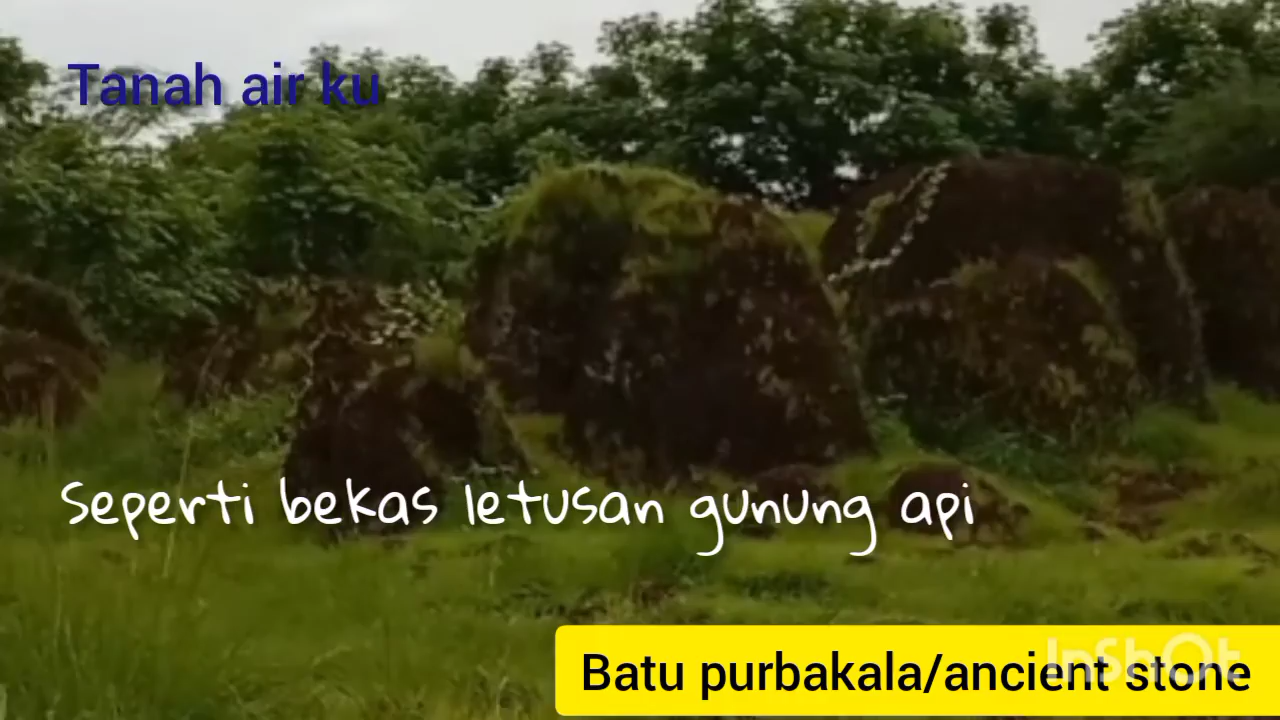 Tanah air ku
Seperti bekas letusan gunung api
Batu purbakala/ancient stone
InShOt